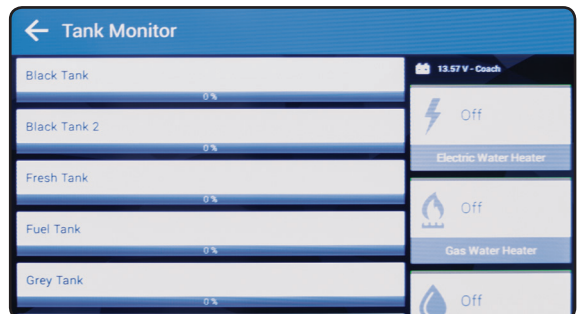 Tank Monitor
Black Tank
0 %
Black Tank 2
0 %
Fresh Tank
0 %
Fuel Tank
0 %
Grey Tank
0 %
13.57 V - Coach
Off
Electric Water Heater
Off
Gas Water Heater
Off